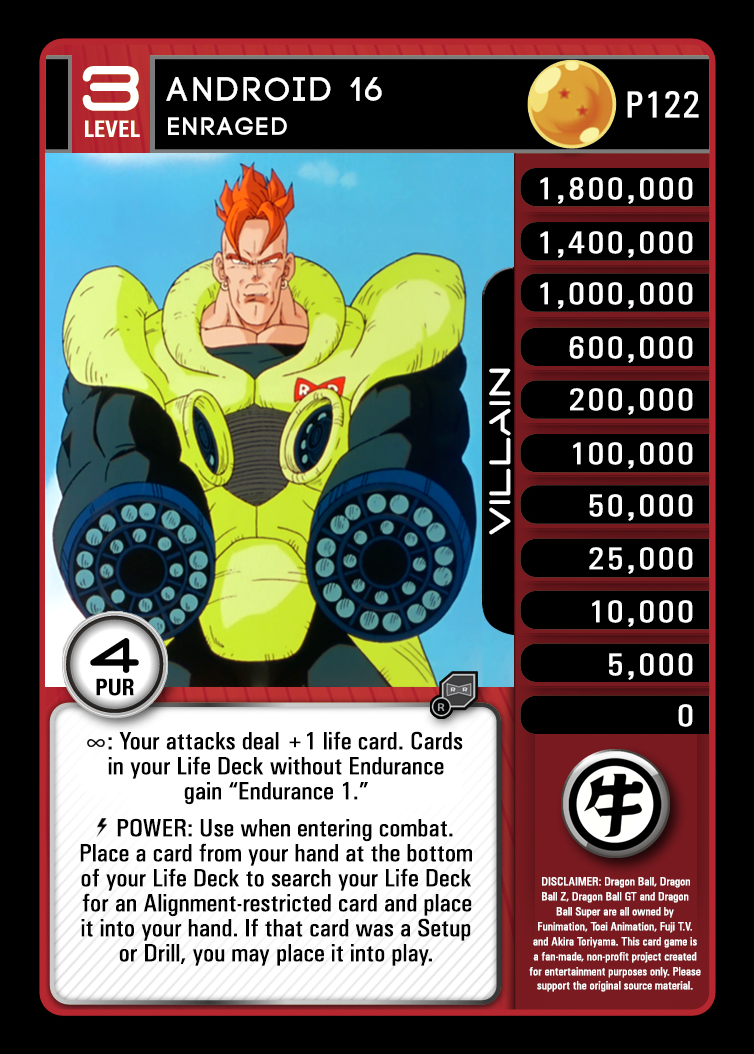 3
LEVEL
ANDROID 16
ENRAGED
P122
1,800,000
1,400,000
1,000,000
600,000
200,000
100,000
50,000
25,000
10,000
5,000
0
VILLAIN
R R
4
PUR
R
∞: Your attacks deal +1 life card. Cards
in your Life Deck without Endurance
gain “Endurance 1.”
POWER: Use when entering combat.
Place a card from your hand at the bottom
of your Life Deck to search your Life Deck
for an Alignment-restricted card and place
it into your hand. If that card was a Setup
or Drill, you may place it into play.
牛
DISCLAIMER: Dragon Ball, Dragon
Ball Z, Dragon Ball GT and Dragon
Ball Super are all owned by
Funimation, Toei Animation, Fuji T.V.
and Akira Toriyama. This card game is
a fan-made, non-profit project created
for entertainment purposes only. Please
support the original source material.